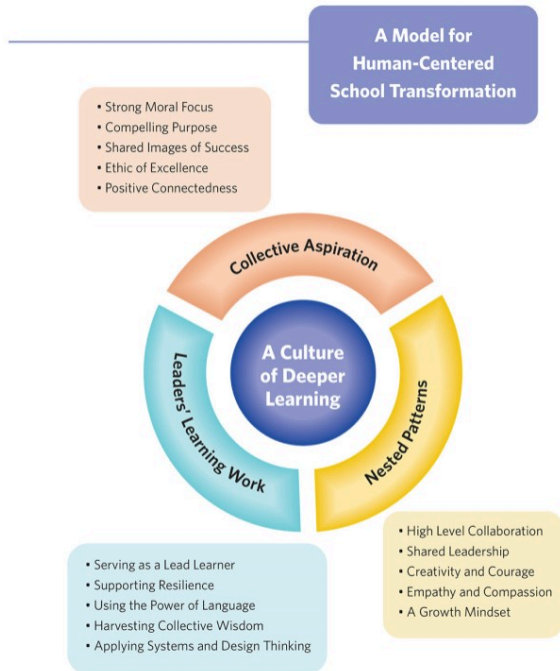 A Model for
Human-Centered
School Transformation
• Strong Moral Focus
• Compelling Purpose
• Shared Images of Success
• Ethic of Excellence
• Positive Connectedness
Collective Aspiration
A Culture
of Deeper
Learning
Leaders' Learning Work
Nested Patterns
• High Level Collaboration
• Shared Leadership
• Creativity and Courage
• Empathy and Compassion
• A Growth Mindset
• Serving as a Lead Learner
• Supporting Resilience
• Using the Power of Language
• Harvesting Collective Wisdom
• Applying Systems and Design Thinking